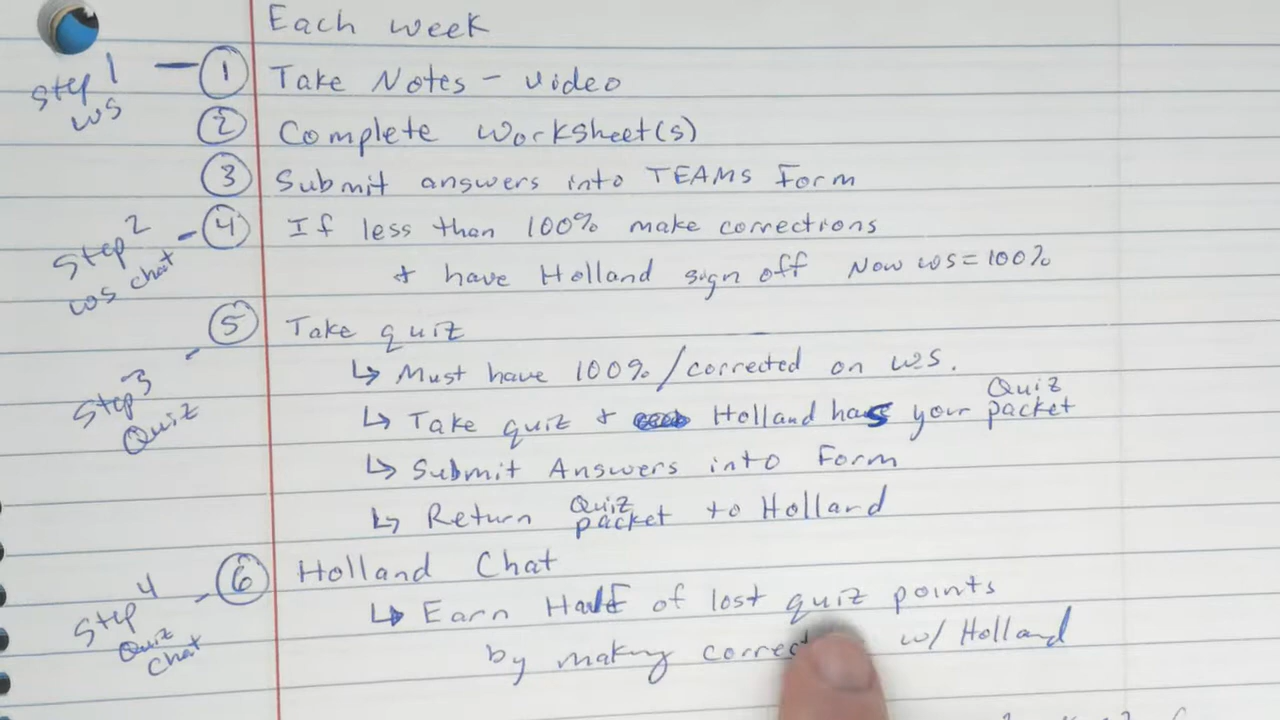 Each week
Step 1 — ① Take Notes - video
ws
② Complete Worksheet(s)
③ Submit answers into TEAMS Form
Step 2 - ④ If less than 100% make corrections
ws chat + have Holland sign off Now ws = 100%
⑤ Take quiz
Step 3 ↳ Must have 100%/corrected on ws.
Quiz
Quiz ↳ Take quiz + Holland has your packet
↳ Submit Answers into Form
Quiz
↳ Return packet to Holland
Step 4 - ⑥ Holland Chat
Quiz ↳ Earn Half of lost quiz points
Chat by making w/ Holland